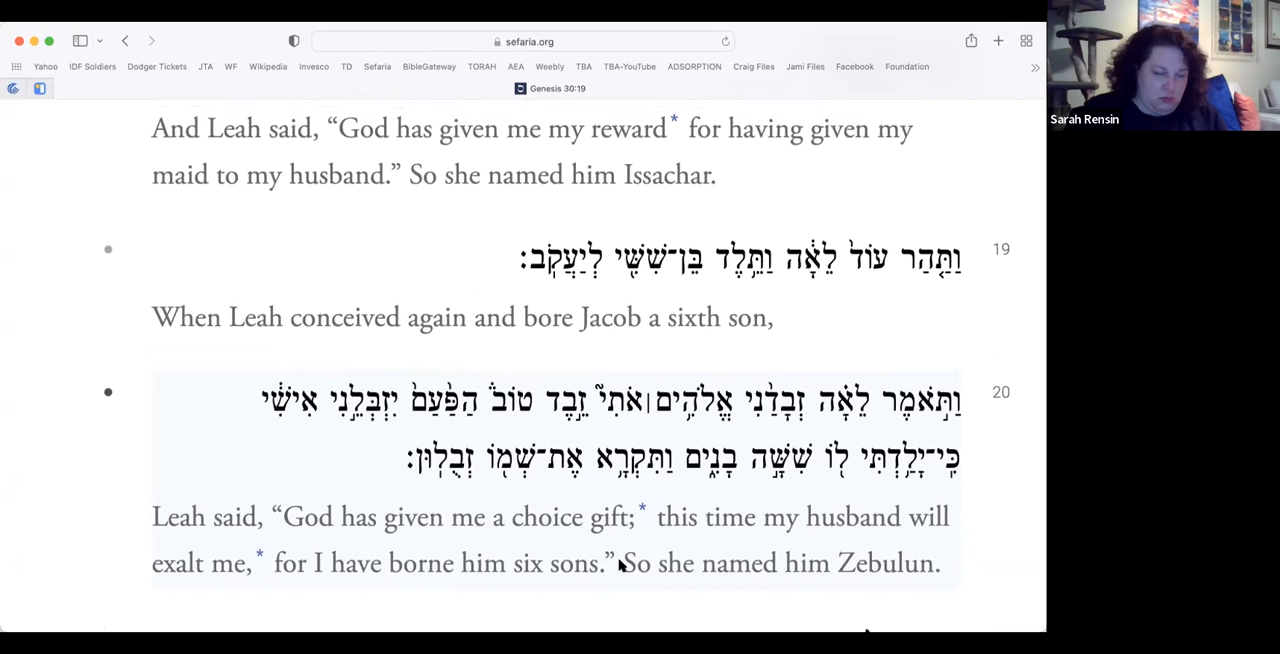 sefaria.org
Yahoo IDF Soldiers Dodger Tickets JTA WF Wikipedia Invesco TD Sefaria BibleGateway TORAH AEA Weebly TBA TBA-YouTube ADSORPTION Craig Files Jami Files Facebook Foundation
Genesis 30:19
Sarah Rensin
And Leah said, “God has given me my reward* for having given my
maid to my husband.” So she named him Issachar.
19
וַתַּ֤הַר עוֹד֙ לֵאָ֔ה וַתֵּ֥לֶד בֵּן־שִׁשִּׁ֖י לְיַעֲקֹֽב׃
When Leah conceived again and bore Jacob a sixth son,
20
וַתֹּ֣אמֶר לֵאָ֗ה זְבָדַ֨נִי אֱלֹהִ֥ים ׀ אֹתִי֮ זֵ֣בֶד טוֹב֒ הַפַּ֙עַם֙ יִזְבְּלֵ֣נִי אִישִׁ֔י
כִּֽי־יָלַ֥דְתִּי ל֖וֹ שִׁשָּׁ֣ה בָנִ֑ים וַתִּקְרָ֥א אֶת־שְׁמ֖וֹ זְבֻלֽוּן׃
Leah said, “God has given me a choice gift;* this time my husband will
exalt me,* for I have borne him six sons.” So she named him Zebulun.